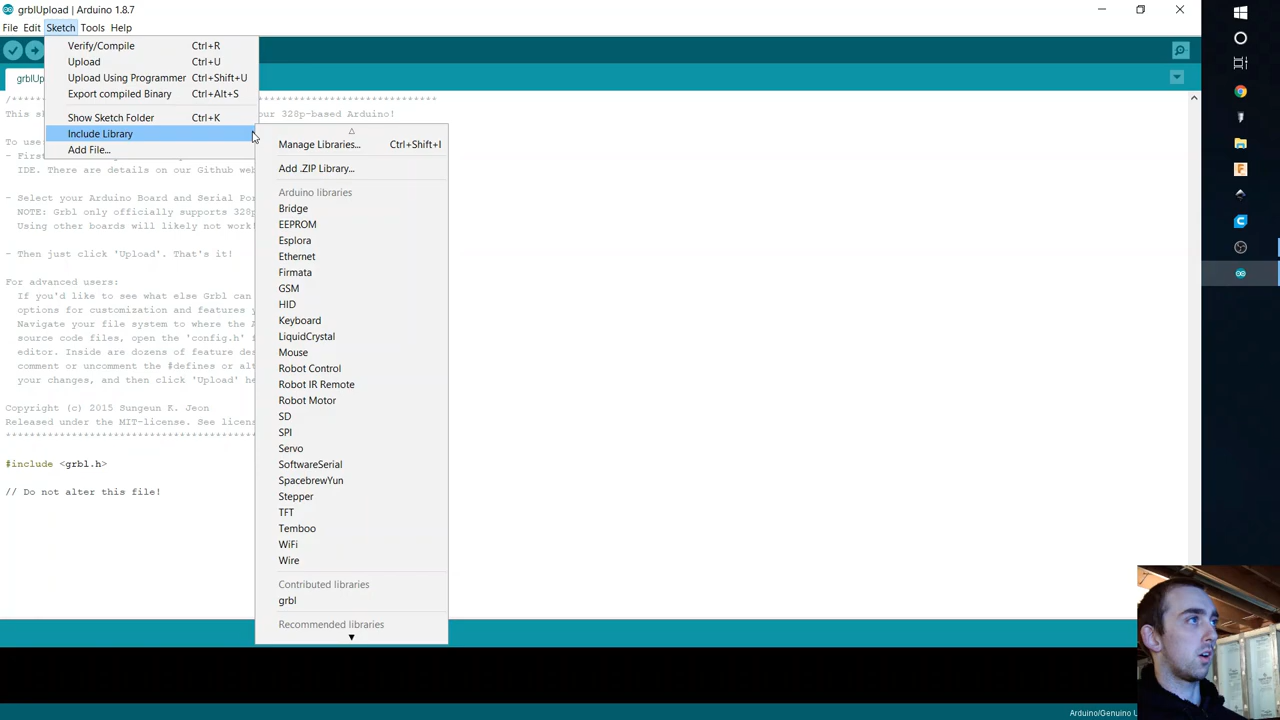 grblUpload | Arduino 1.8.7
File Edit Sketch Tools Help
Verify/Compile Ctrl+R
Upload Ctrl+U
Upload Using Programmer Ctrl+Shift+U
Export compiled Binary Ctrl+Alt+S
Show Sketch Folder Ctrl+K
Include Library
Add File...
Manage Libraries... Ctrl+Shift+I
Add .ZIP Library...
Arduino libraries
Bridge
EEPROM
Esplora
Ethernet
Firmata
GSM
HID
Keyboard
LiquidCrystal
Mouse
Robot Control
Robot IR Remote
Robot Motor
SD
SPI
Servo
SoftwareSerial
SpacebrewYun
Stepper
TFT
Temboo
WiFi
Wire
Contributed libraries
grbl
Recommended libraries
grblUp
/***********************************************************************
This sk our 328p-based Arduino!
To use
- First
IDE. There are details on our Github web
- Select your Arduino Board and Serial Por
NOTE: Grbl only officially supports 328p
Using other boards will likely not work!
- Then just click 'Upload'. That's it!
For advanced users:
If you'd like to see what else Grbl can
options for customization and features y
Navigate your file system to where the A
source code files, open the 'config.h' f
editor. Inside are dozens of feature des
comment or uncomment the #defines or alt
your changes, and then click 'Upload' he
Copyright (c) 2015 Sungeun K. Jeon
Released under the MIT-license. See licens
***************************************
#include <grbl.h>
// Do not alter this file!
Arduino/Genuino U